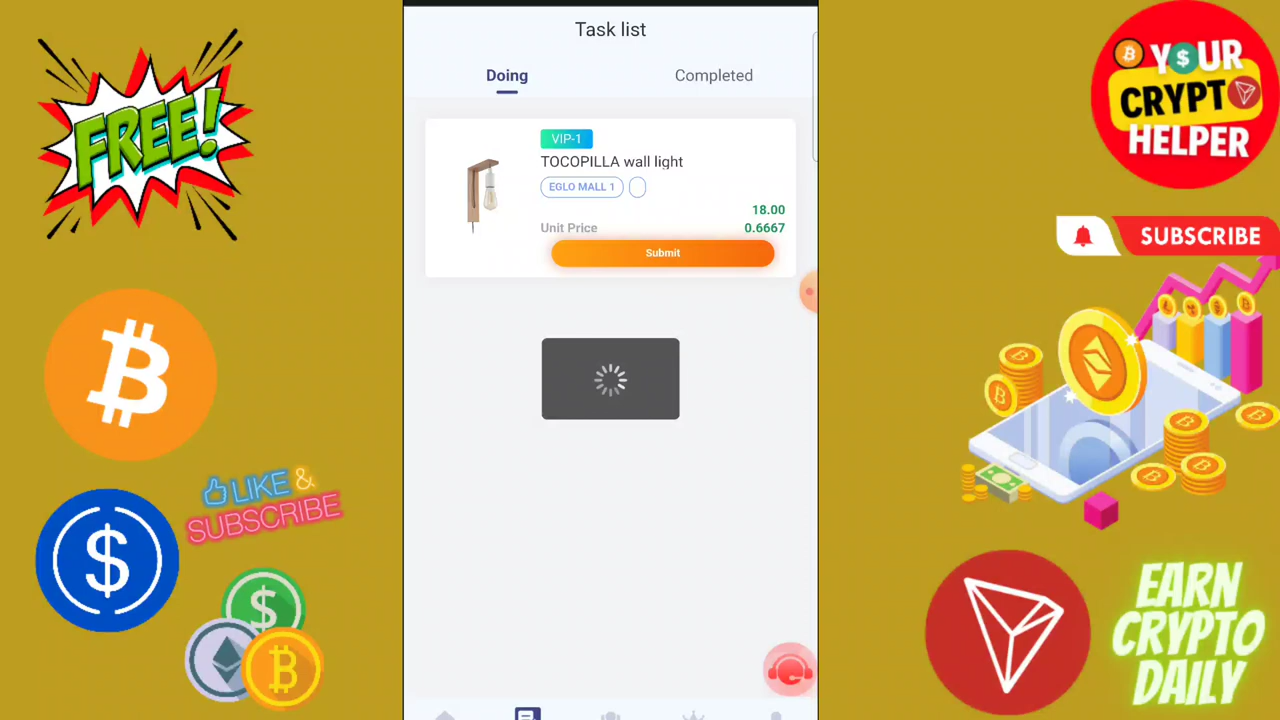 FREE!
LIKE &
SUBSCRIBE
Task list
Doing
Completed
VIP-1
TOCOPILLA wall light
EGLO MALL 1
18.00
Unit Price
0.6667
Submit
Y$UR
CRYPTO
HELPER
SUBSCRIBE
EARN
CRYPTO
DAILY